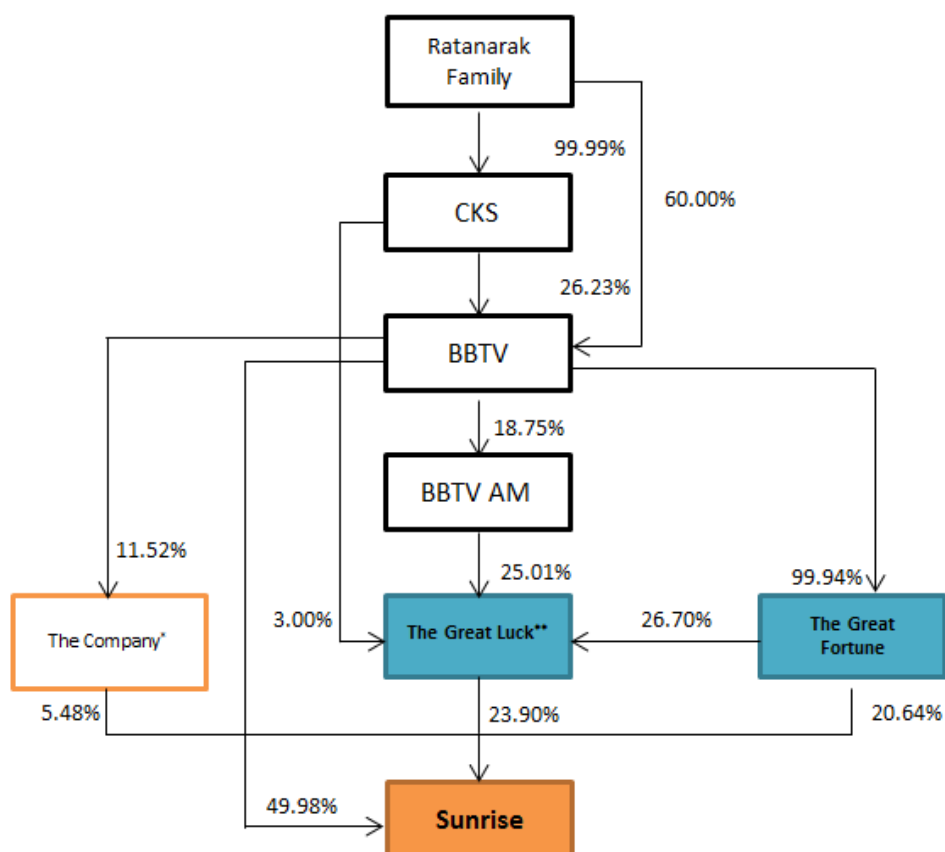 Ratanarak
Family
99.99%
60.00%
CKS
26.23%
BBTV
18.75%
BBTV AM
11.52%
25.01%
99.94%
The Company*
3.00%
The Great Luck**
26.70%
The Great
Fortune
5.48%
23.90%
20.64%
49.98%
Sunrise